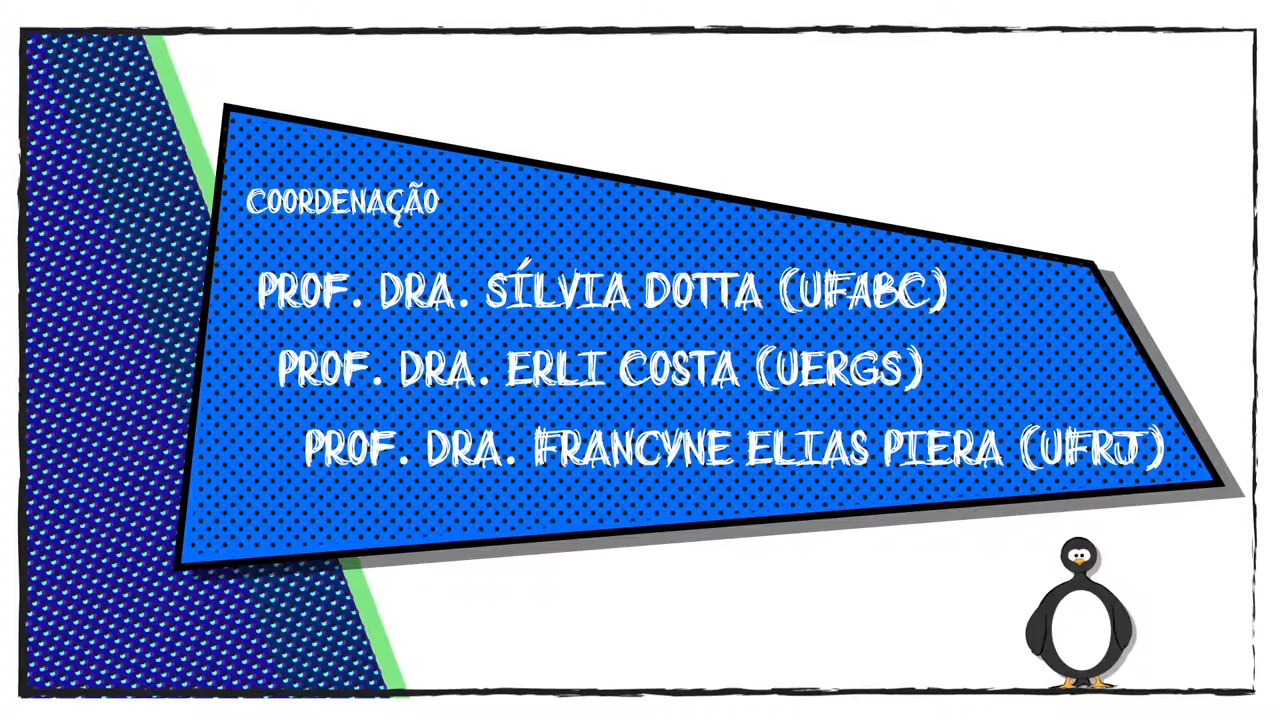 COORDENAÇÃO
PROF. DRA. SÍLVIA DOTTA (UFABC)
PROF. DRA. ERLI COSTA (UERGS)
PROF. DRA. FRANCYNE ELIAS PIERA (UFRJ)